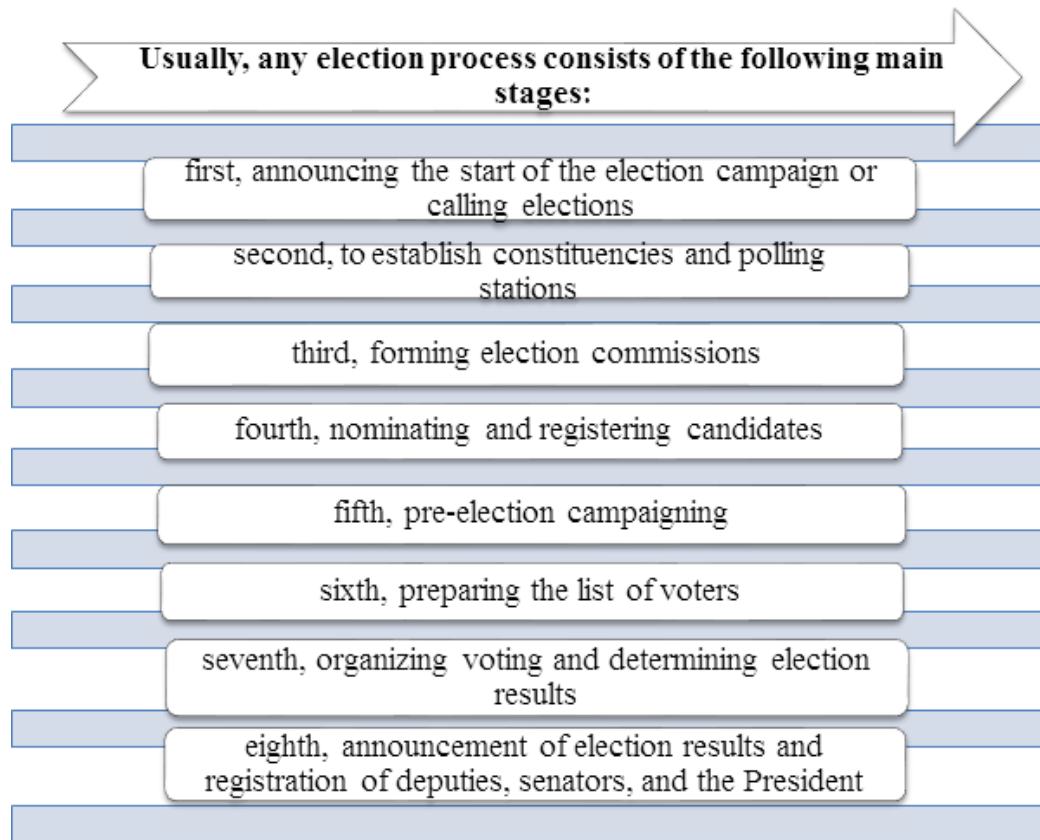 Usually, any election process consists of the following main
stages:
first, announcing the start of the election campaign or
calling elections
second, to establish constituencies and polling
stations
third, forming election commissions
fourth, nominating and registering candidates
fifth, pre-election campaigning
sixth, preparing the list of voters
seventh, organizing voting and determining election
results
eighth, announcement of election results and
registration of deputies, senators, and the President